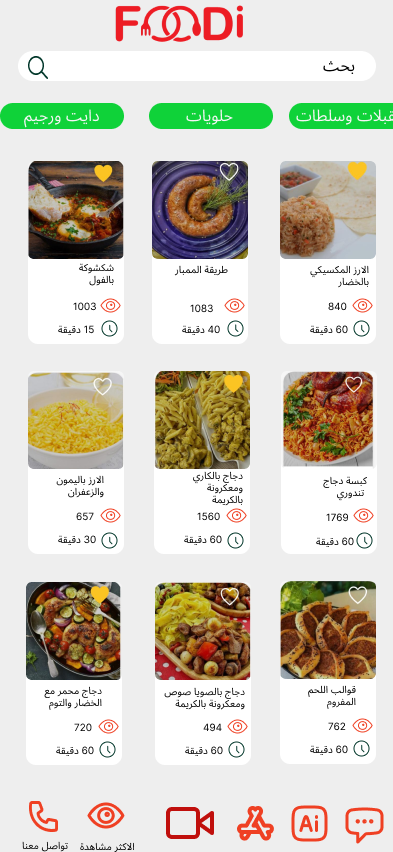 FOODi
بحث
قبلات وسلطات
حلويات
دايت ورجيم
الارز المكسيكي
بالخضار
840
60 دقيقة
طريقة الممبار
1083
40 دقيقة
شكشوكة
بالفول
1003
15 دقيقة
كبسة دجاج
تندوري
1769
60 دقيقة
دجاج بالكاري
ومعكرونة
بالكريمة
1560
60 دقيقة
الارز باليمون
والزعفران
657
30 دقيقة
قوالب اللحم
المفروم
762
60 دقيقة
دجاج بالصويا صوص
ومعكرونة بالكريمة
494
60 دقيقة
دجاج محمر مع
الخضار والتوم
720
60 دقيقة
Ai
الاكثر مشاهدة
تواصل معنا